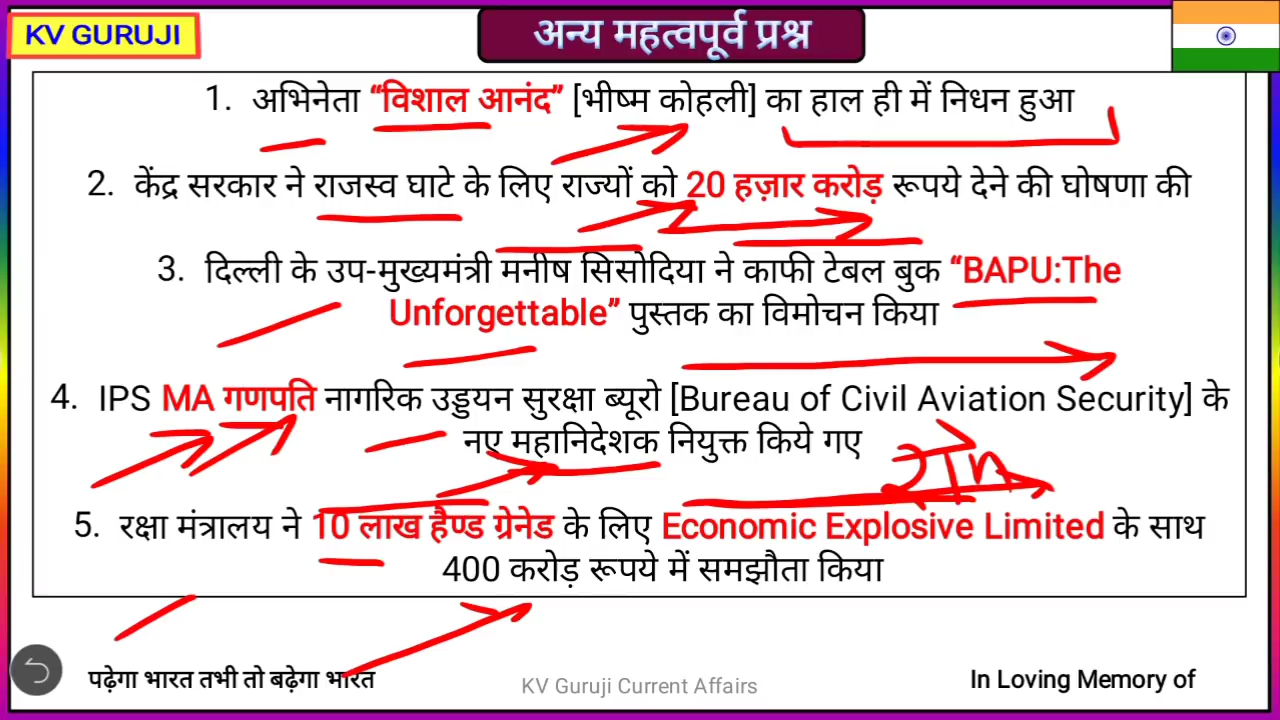 KV GURUJI
अन्य महत्वपूर्व प्रश्न
1. अभिनेता “विशाल आनंद” [भीष्म कोहली] का हाल ही में निधन हुआ
2. केंद्र सरकार ने राजस्व घाटे के लिए राज्यों को 20 हज़ार करोड़ रूपये देने की घोषणा की
3. दिल्ली के उप-मुख्यमंत्री मनीष सिसोदिया ने काफी टेबल बुक “BAPU:The
Unforgettable” पुस्तक का विमोचन किया
4. IPS MA गणपति नागरिक उड्डयन सुरक्षा ब्यूरो [Bureau of Civil Aviation Security] के
नए महानिदेशक नियुक्त किये गए
5. रक्षा मंत्रालय ने 10 लाख हैण्ड ग्रेनेड के लिए Economic Explosive Limited के साथ
400 करोड़ रूपये में समझौता किया
पढ़ेगा भारत तभी तो बढ़ेगा भारत
KV Guruji Current Affairs
In Loving Memory of